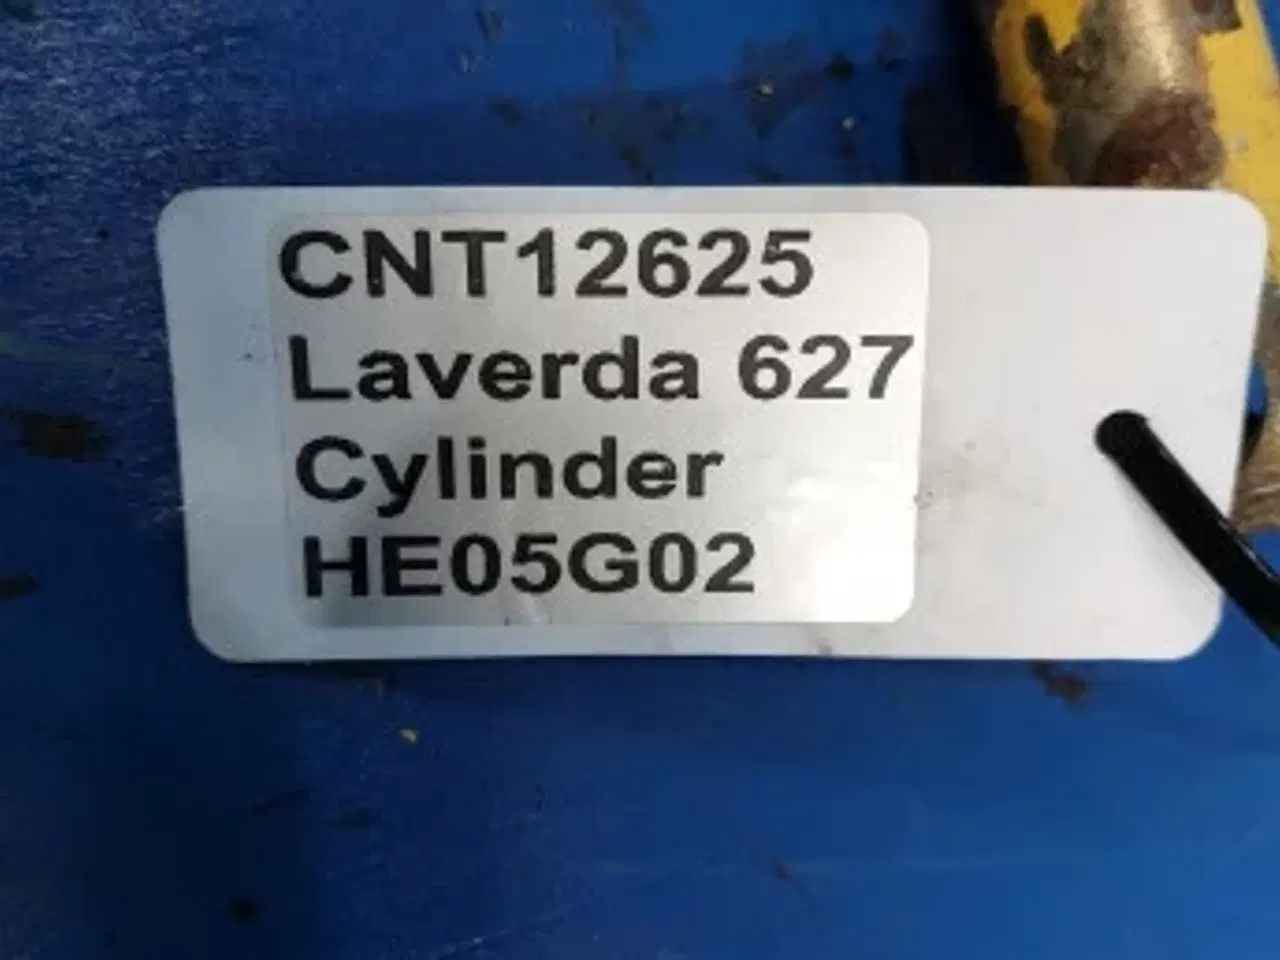 CNT12625
Laverda 627
Cylinder
HE05G02